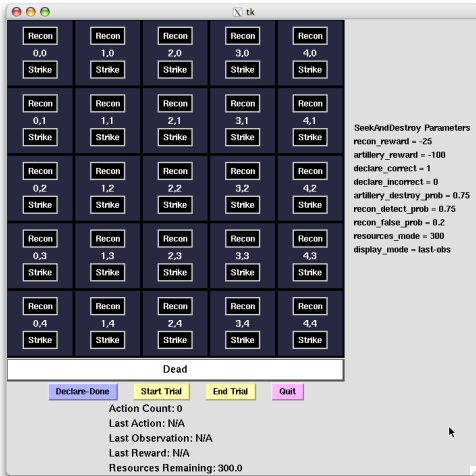 tk
Recon Recon Recon Recon Recon
0,0 1,0 2,0 3,0 4,0
Strike Strike Strike Strike Strike
Recon Recon Recon Recon Recon
0,1 1,1 2,1 3,1 4,1
Strike Strike Strike Strike Strike
Recon Recon Recon Recon Recon
0,2 1,2 2,2 3,2 4,2
Strike Strike Strike Strike Strike
Recon Recon Recon Recon Recon
0,3 1,3 2,3 3,3 4,3
Strike Strike Strike Strike Strike
Recon Recon Recon Recon Recon
0,4 1,4 2,4 3,4 4,4
Strike Strike Strike Strike Strike
SeekAndDestroy Parameters
recon_reward = -25
artillery_reward = -100
declare_correct = 1
declare_incorrect = 0
artillery_destroy_prob = 0.75
recon_detect_prob = 0.75
recon_false_prob = 0.2
resources_mode = 300
display_mode = last-obs
Dead
Declare-Done Start Trial End Trial Quit
Action Count: 0
Last Action: N/A
Last Observation: N/A
Last Reward: N/A
Resources Remaining: 300.0